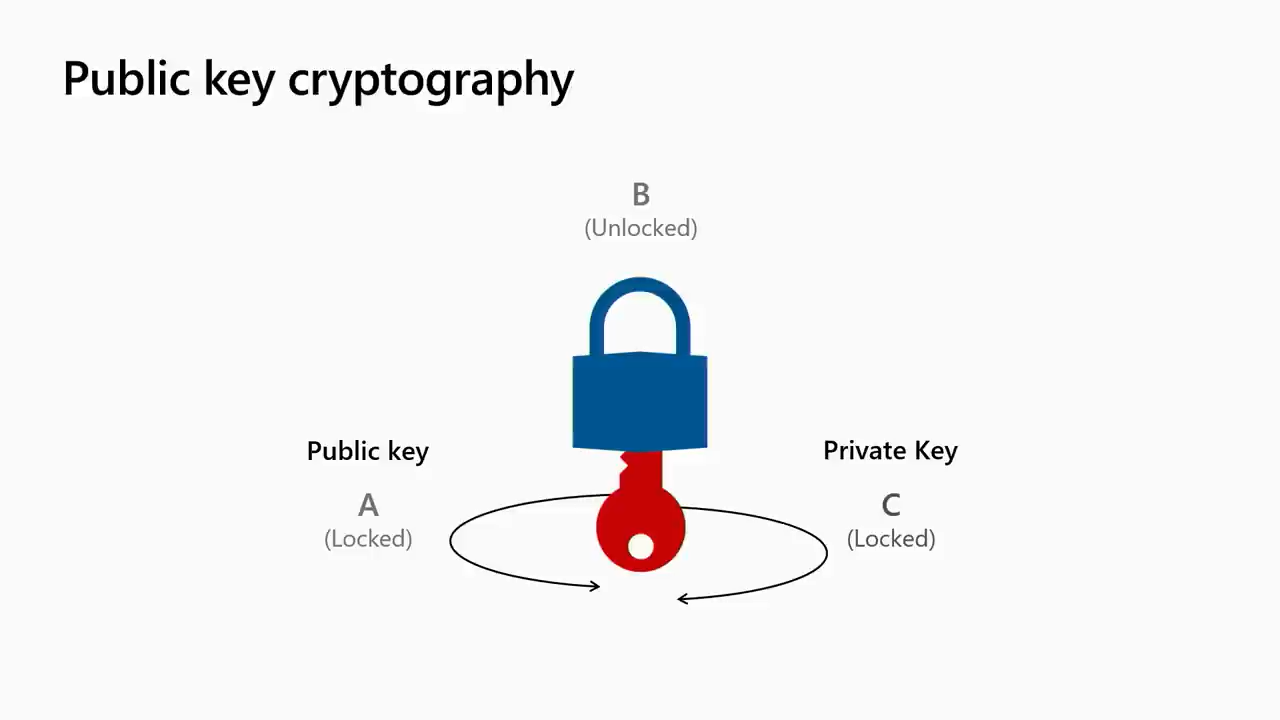 Public key cryptography
B
(Unlocked)
Public key
Private Key
A
C
(Locked)
(Locked)